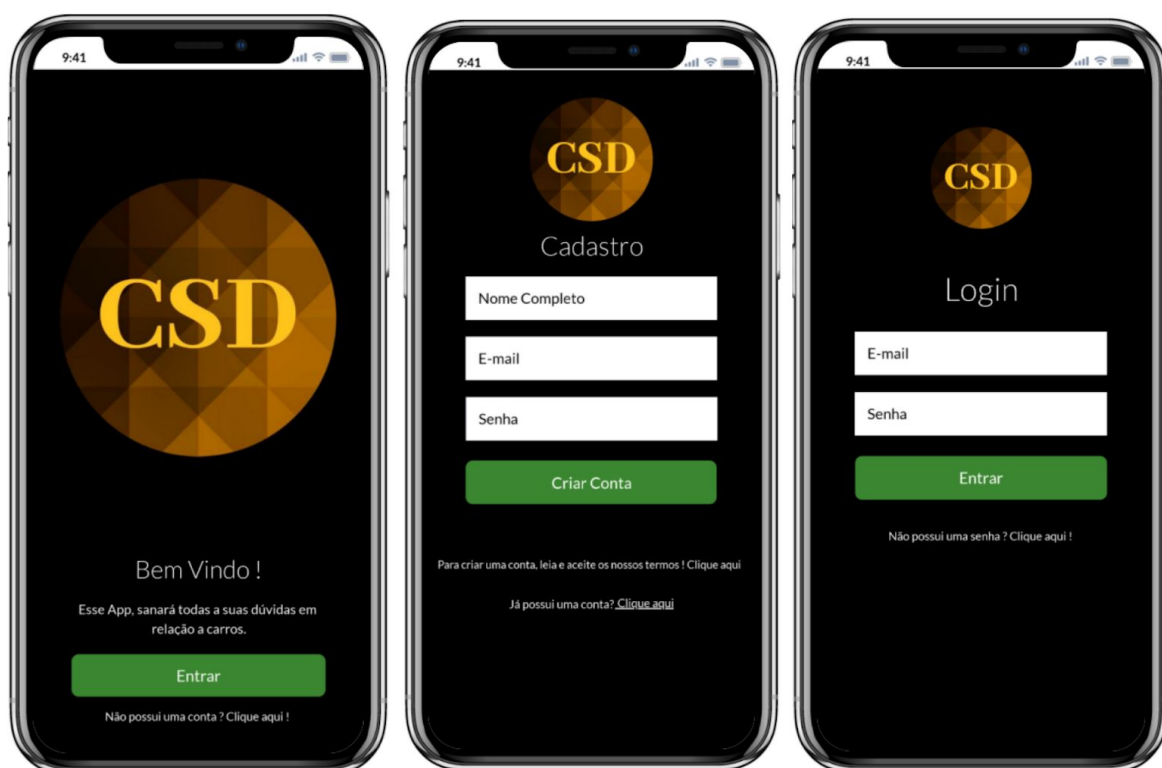 9:41
CSD
Bem Vindo !
Esse App, sanará todas a suas dúvidas em
relação a carros.
Entrar
Não possui uma conta ? Clique aqui !
9:41
CSD
Cadastro
Nome Completo
E-mail
Senha
Criar Conta
Para criar uma conta, leia e aceite os nossos termos ! Clique aqui
Já possui uma conta? Clique aqui
9:41
CSD
Login
E-mail
Senha
Entrar
Não possui uma senha ? Clique aqui !